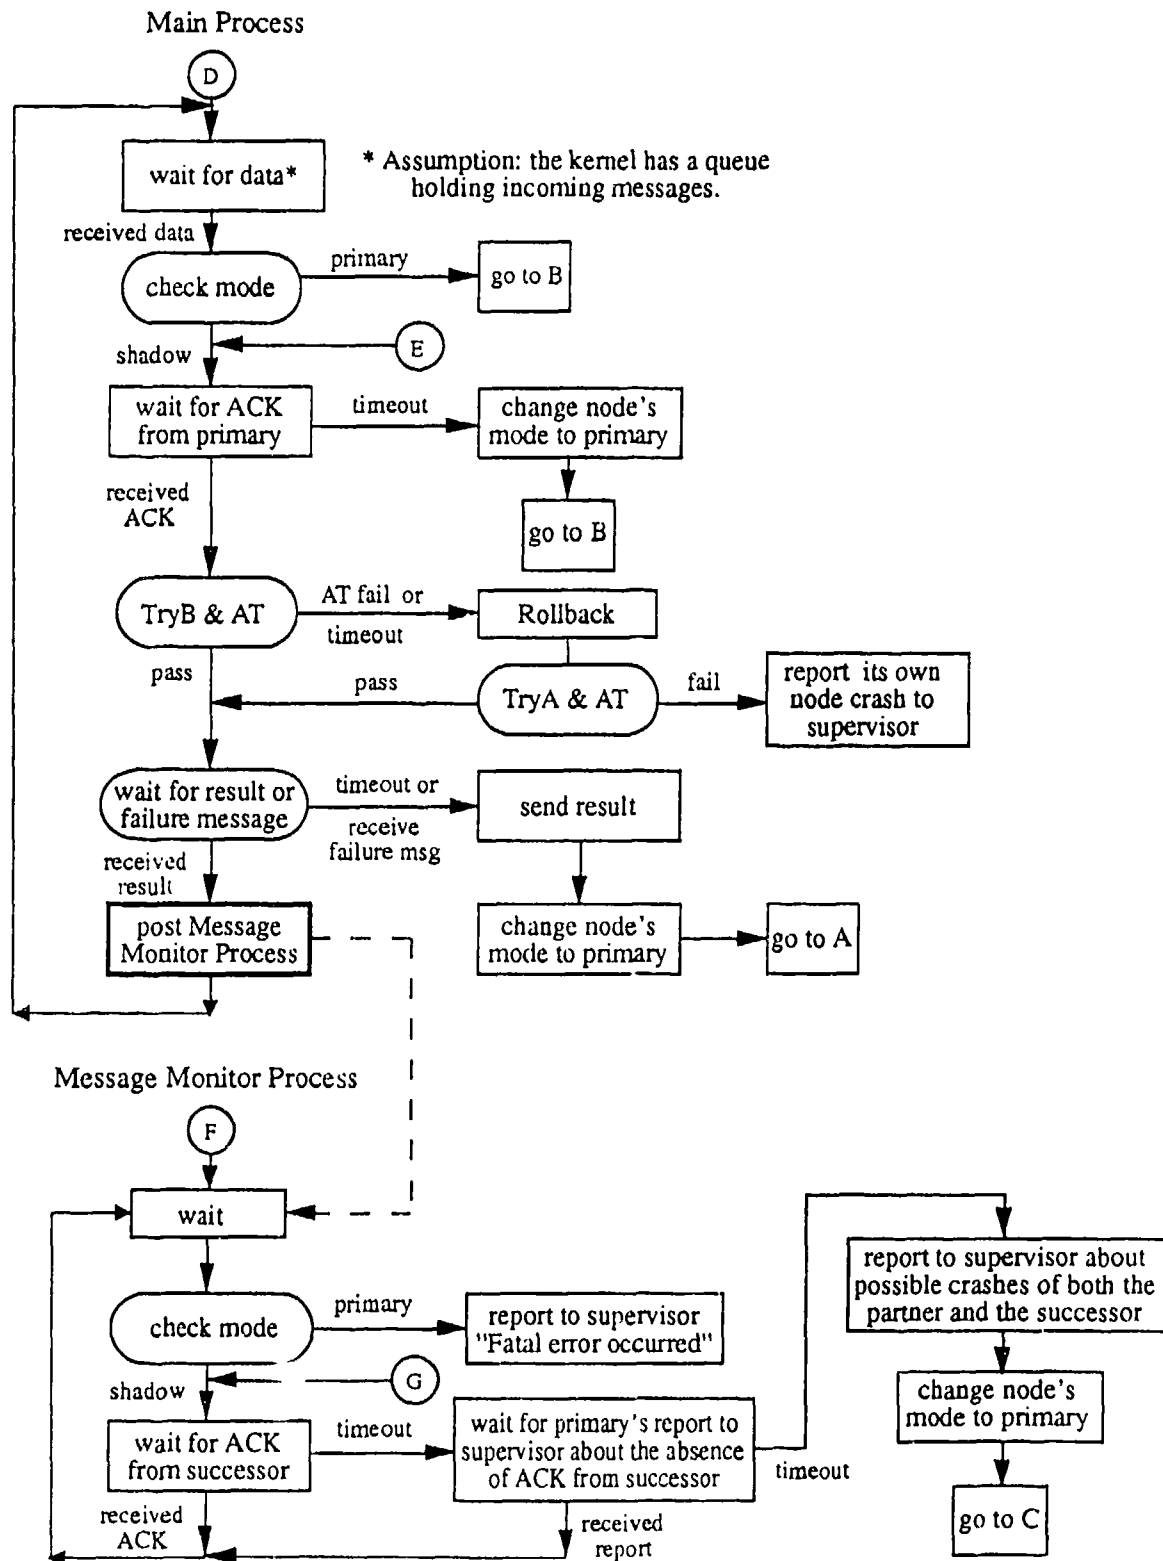 Main Process
D
wait for data*
* Assumption: the kernel has a queue
holding incoming messages.
received data
check mode
primary
go to B
E
shadow
wait for ACK
from primary
timeout
change node's
mode to primary
received
ACK
go to B
TryB & AT
AT fail or
timeout
Rollback
pass
pass
TryA & AT
fail
report its own
node crash to
supervisor
wait for result or
failure message
timeout or
receive
failure msg
send result
received
result
post Message
Monitor Process
change node's
mode to primary
go to A
Message Monitor Process
F
wait
report to supervisor about
possible crashes of both the
partner and the successor
check mode
primary
report to supervisor
"Fatal error occurred"
G
shadow
change node's
mode to primary
wait for ACK
from successor
timeout
wait for primary's report to
supervisor about the absence
of ACK from successor
timeout
received
ACK
received
report
go to C